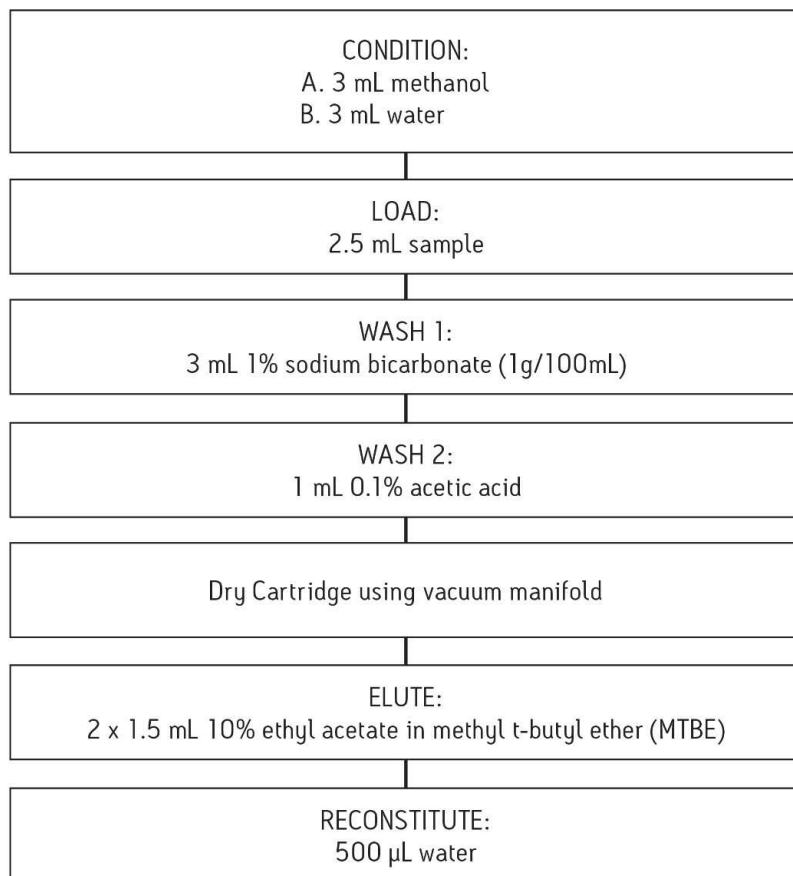 CONDITION:
A. 3 mL methanol
B. 3 mL water
LOAD:
2.5 mL sample
WASH 1:
3 mL 1% sodium bicarbonate (1g/100mL)
WASH 2:
1 mL 0.1% acetic acid
Dry Cartridge using vacuum manifold
ELUTE:
2 x 1.5 mL 10% ethyl acetate in methyl t-butyl ether (MTBE)
RECONSTITUTE:
500 µL water